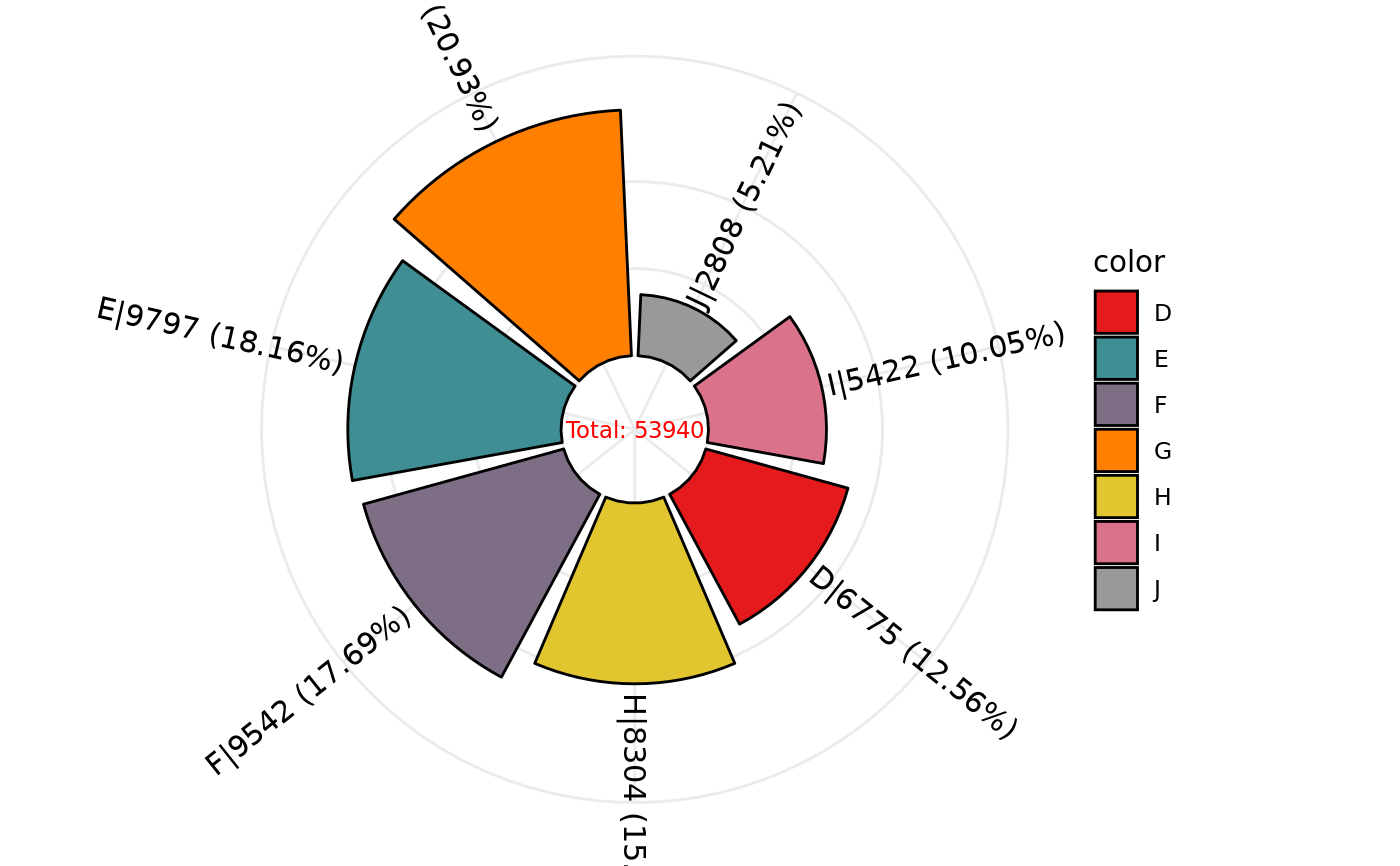 (20.93%)
J|2808 (5.21%)
I|5422 (10.05%)
E|9797 (18.16%)
Total: 53940
D|6775 (12.56%)
F|9542 (17.69%)
H|8304 (15.
color
D
E
F
G
H
I
J